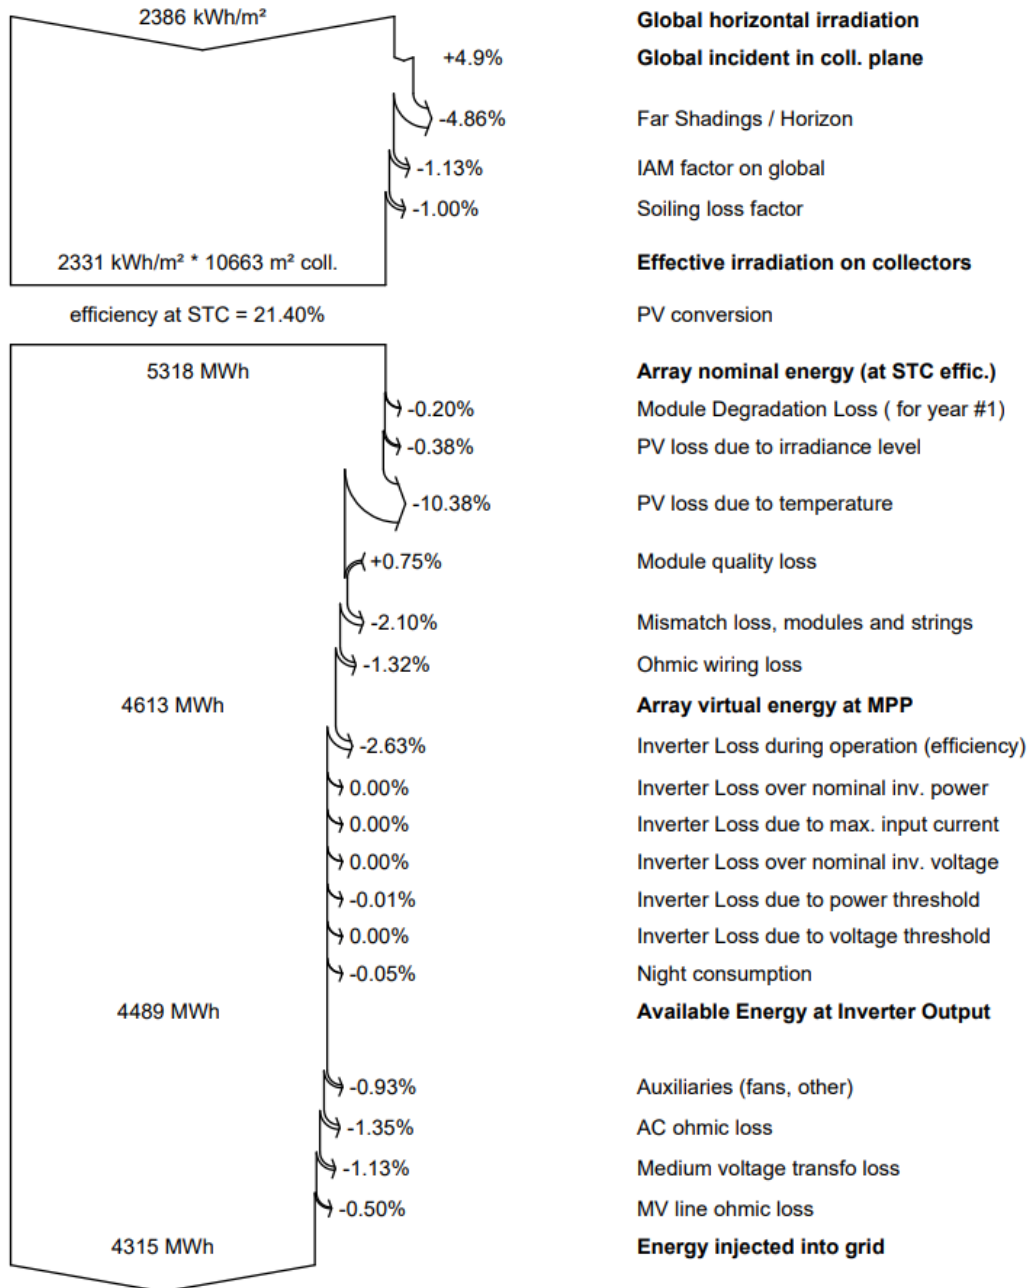 2386 kWh/m² Global horizontal irradiation
+4.9% Global incident in coll. plane
-4.86% Far Shadings / Horizon
-1.13% IAM factor on global
-1.00% Soiling loss factor
2331 kWh/m² * 10663 m² coll. Effective irradiation on collectors
efficiency at STC = 21.40% PV conversion
5318 MWh Array nominal energy (at STC effic.)
-0.20% Module Degradation Loss ( for year #1)
-0.38% PV loss due to irradiance level
-10.38% PV loss due to temperature
+0.75% Module quality loss
-2.10% Mismatch loss, modules and strings
-1.32% Ohmic wiring loss
4613 MWh Array virtual energy at MPP
-2.63% Inverter Loss during operation (efficiency)
0.00% Inverter Loss over nominal inv. power
0.00% Inverter Loss due to max. input current
0.00% Inverter Loss over nominal inv. voltage
-0.01% Inverter Loss due to power threshold
0.00% Inverter Loss due to voltage threshold
-0.05% Night consumption
4489 MWh Available Energy at Inverter Output
-0.93% Auxiliaries (fans, other)
-1.35% AC ohmic loss
-1.13% Medium voltage transfo loss
-0.50% MV line ohmic loss
4315 MWh Energy injected into grid